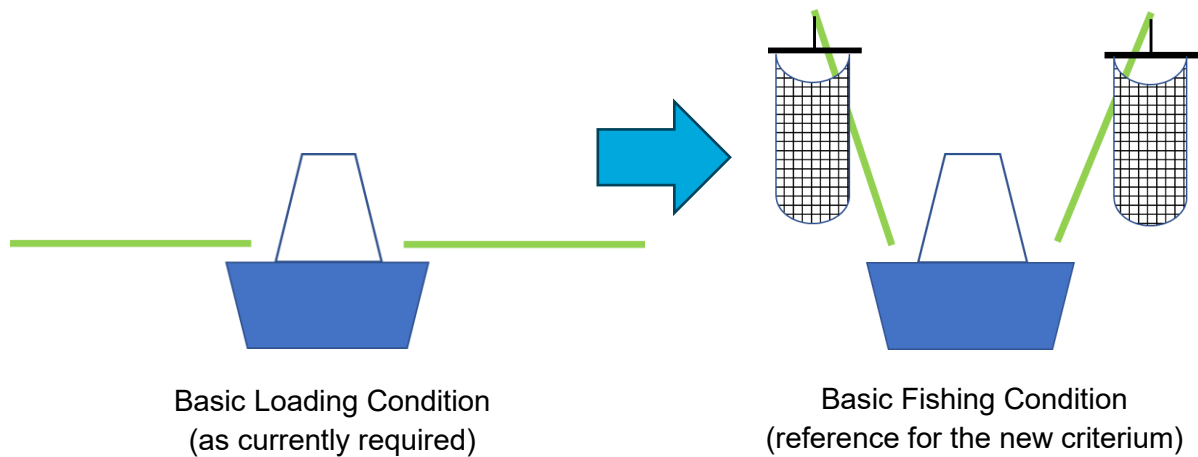 Basic Loading Condition
(as currently required)
Basic Fishing Condition
(reference for the new criterium)